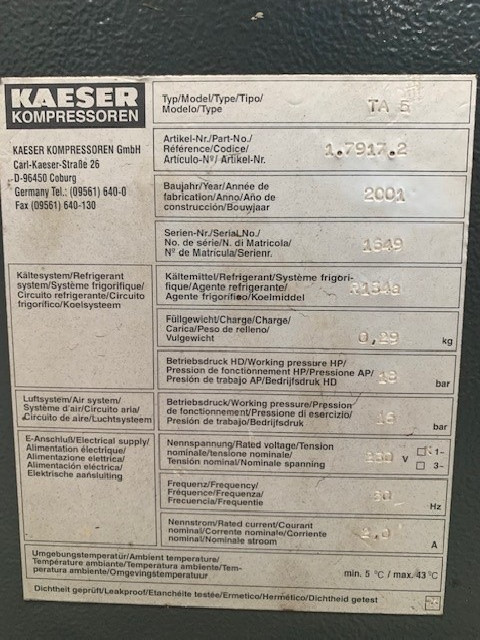 KAESER
KOMPRESSOREN
KAESER KOMPRESSOREN GmbH
Carl-Kaeser-Straße 26
D-96450 Coburg
Germany Tel.: (09561) 640-0
Fax (09561) 640-130
Typ/Model/Type/Tipo/
Modelo/Type
TA 5
Artikel-Nr./Part-No./
Référence/Codice/
Artículo-Nº/ Artikel-Nr.
1.7917.2
Baujahr/Year/Année de
fabrication/Anno/Año de
construcción/Bouwjaar
2001
Serien-Nr./Serial.No./
No. de série/N. di Matricola/
Nº de Matricula/Serienr.
1649
Kältesystem/Refrigerant
system/Système frigorifique/
Circuito refrigerante/Circuito
frigorífico/Koelsysteem
Kältemittel/Refrigerant/Système frigori-
fique/Agente refrigerante/
Agente frigorífico/Koelmiddel
R134a
Füllgewicht/Charge/Charge/
Carica/Peso de relleno/
Vulgewicht
0,29
kg
Betriebsdruck HD/Working pressure HP/
Pression de fonctionnement HP/Pressione AP/
Presión de trabajo AP/Bedrijfsdruk HD
bar
Luftsystem/Air system/
Système d'air/Circuito aria/
Circuito de aire/Luchtsysteem
Betriebsdruck/Working pressure/Pression
de fonctionnement/Pressione di esercizio/
Presión de trabajo/Bedrijfsdruk
16
bar
E-Anschluß/Electrical supply/
Alimentation électrique/
Alimentazione elettrica/
Alimentación eléctrica/
Elektrische aansluiting
Nennspannung/Rated voltage/Tension
nominale/tensione nominale/
Tensión nominal/Nominale spanning
230
V
1~
3~
Frequenz/Frequency/
Fréquence/Frequenza/
Frecuencia/Frequentie
Hz
Nennstrom/Rated current/Courant
nominal/Corrente nominale/Corriente
nominal/Nominale stroom
A
Umgebungstemperatur/Ambient temperature/
Température ambiante/Temperatura ambiente/Tem-
peratura ambiente/Omgevingstemperatuur
min. 5 °C / max. 43 °C
Dichtheit geprüft/Leakproof/Etanchéite testée/Ermetico/Hermético/Dichtheid getest